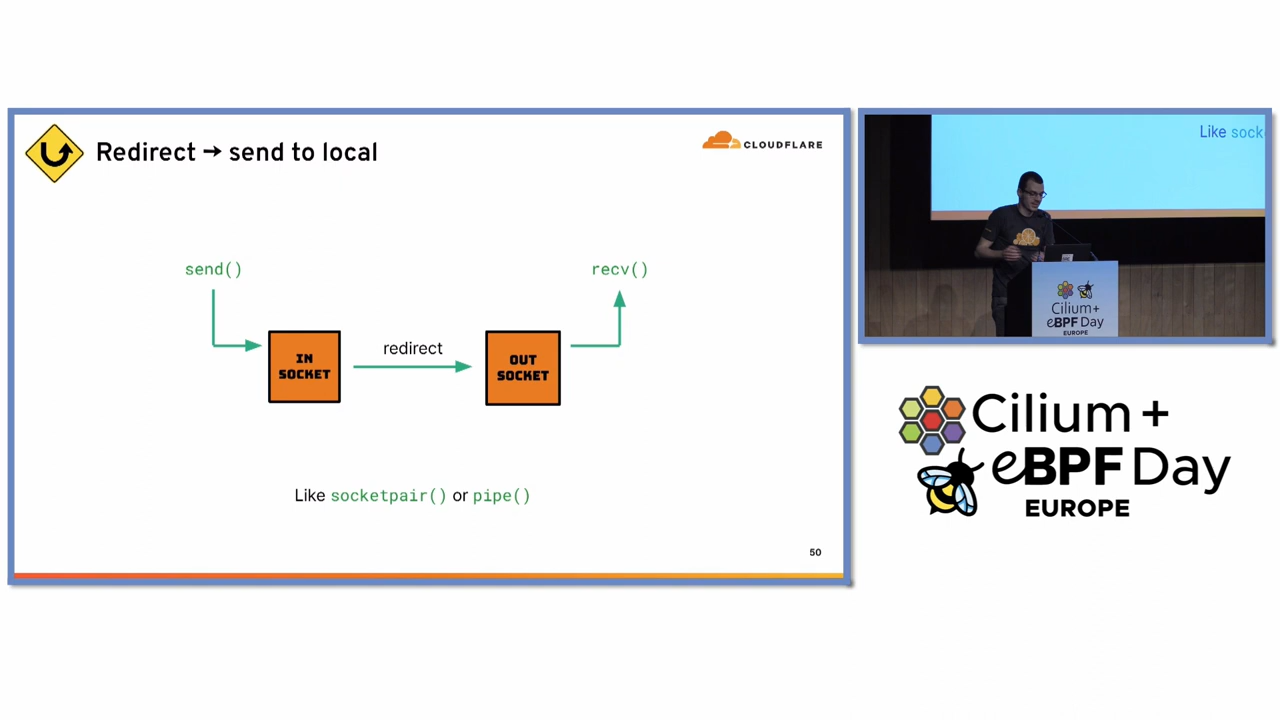 Redirect → send to local
CLOUDFLARE
send()
recv()
IN
SOCKET
redirect
OUT
SOCKET
Like socketpair() or pipe()
50
Like sock
Cilium+
eBPF Day
EUROPE
Cilium +
eBPF Day
EUROPE